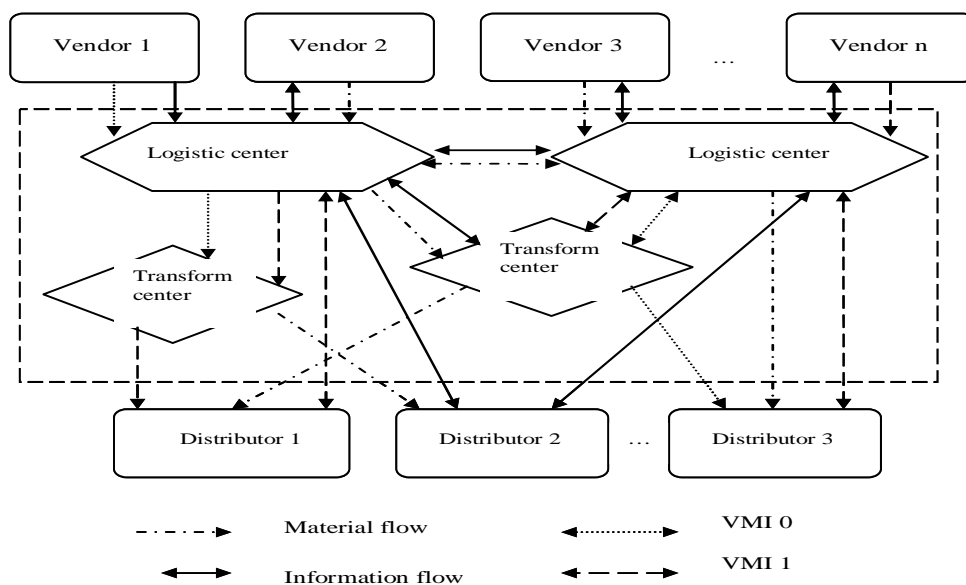 Vendor 1
Vendor 2
Vendor 3
...
Vendor n
Logistic center
Logistic center
Transform
center
Transform
center
Distributor 1
Distributor 2
...
Distributor 3
Material flow
VMI 0
Information flow
VMI 1